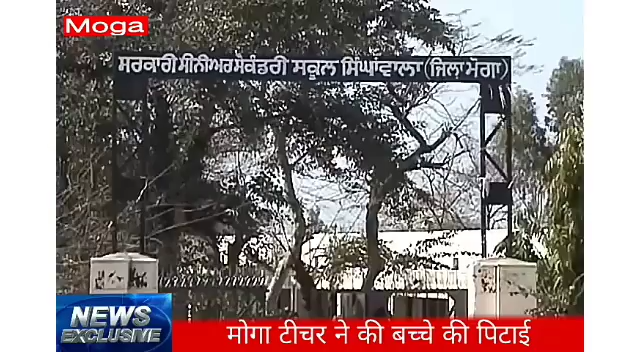 Moga
ਸਰਕਾਰੀ ਸੀਨੀਅਰ ਸੈਕੰਡਰੀ ਸਕੂਲ ਸਿੰਘਾਂਵਾਲਾ (ਜਿਲਾ ਮੋਗਾ)
NEWS
EXCLUSIVE
मोगा टीचर ने की बच्चे की पिटाई